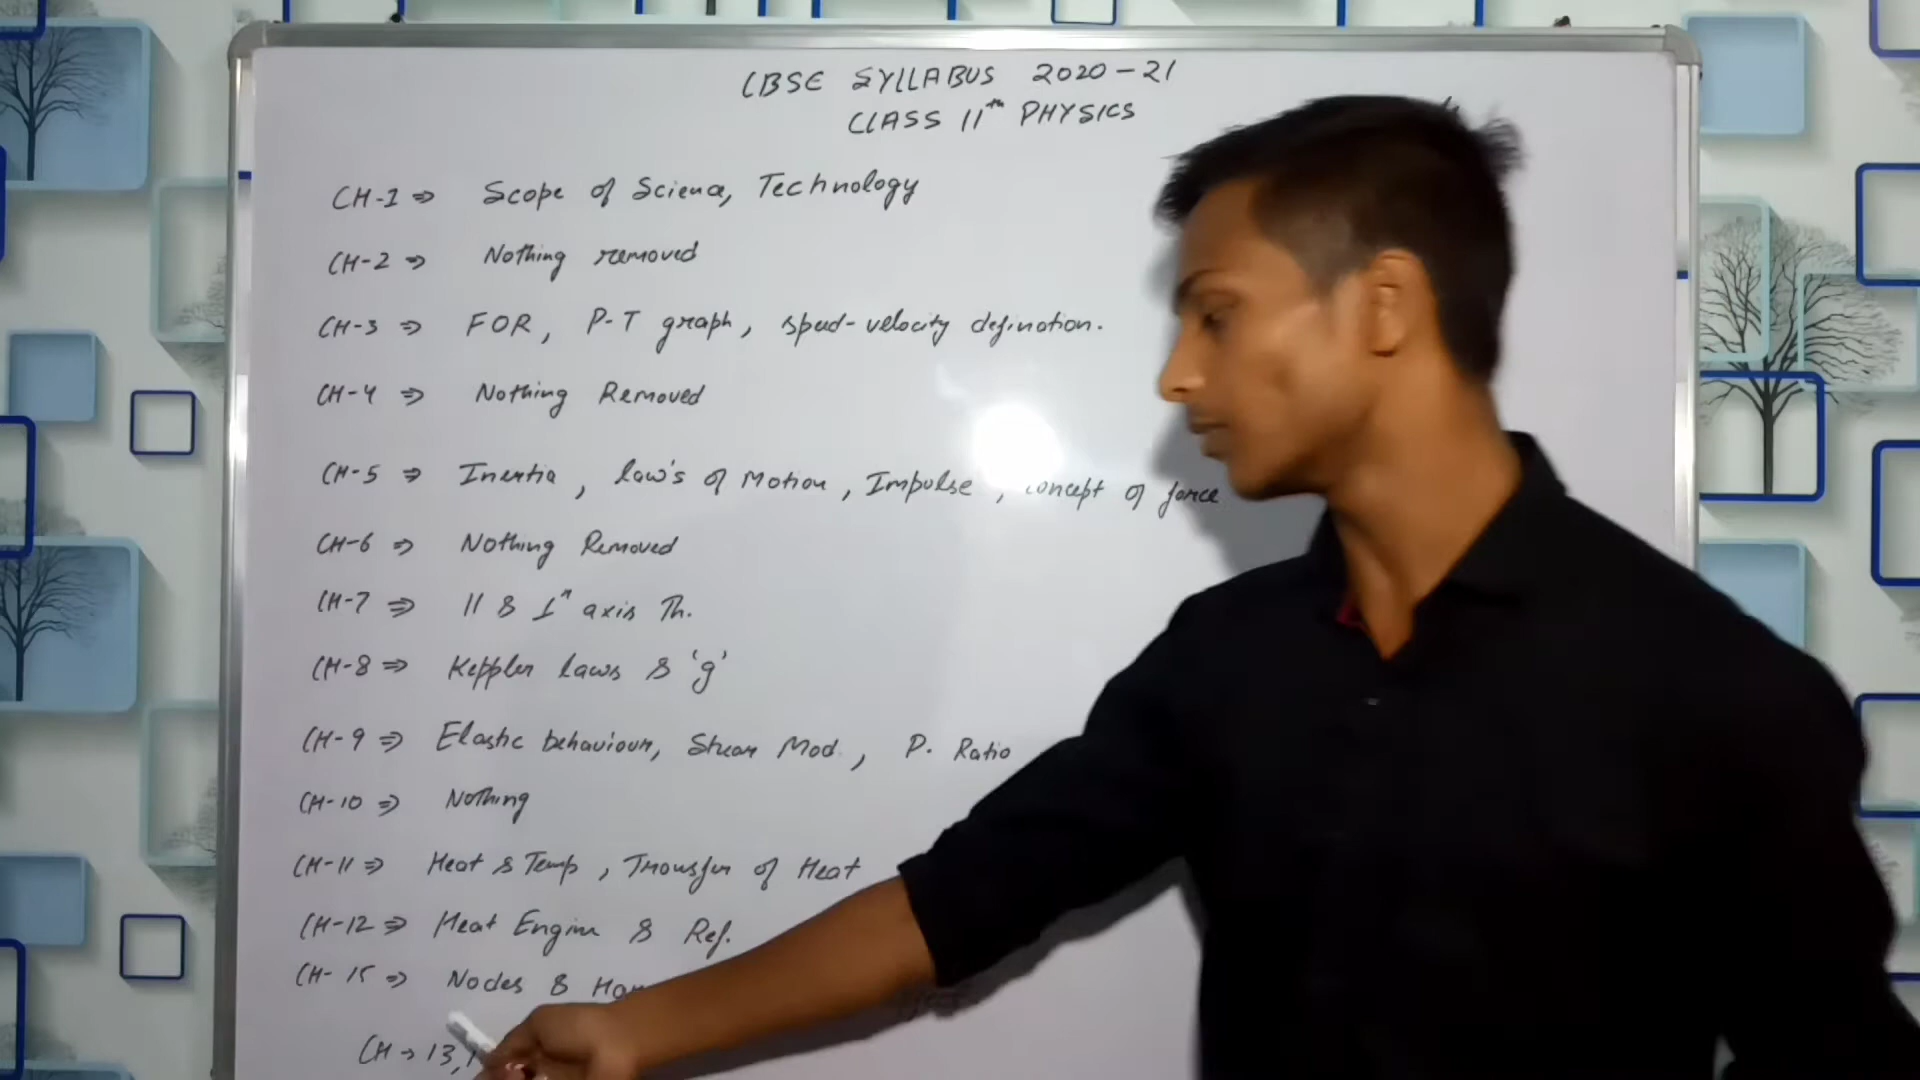 CBSE SYLLABUS 2020-21
CLASS 11th PHYSICS
CH-1 ⇒ Scope of Science, Technology
CH-2 ⇒ Nothing removed
CH-3 ⇒ FOR, P-T graph, speed-velocity defination.
CH-4 ⇒ Nothing Removed
CH-5 ⇒ Inertia, law's of Motion, Impulse, concept of force
CH-6 ⇒ Nothing Removed
CH-7 ⇒ || & axis Th.
CH-8 ⇒ Keppler laws & 'g'
CH-9 ⇒ Elastic behaviour, Shear Mod., P. Ratio
CH-10 ⇒ Nothing
CH-11 ⇒ Heat & Temp, Transfer of Heat
CH-12 ⇒ Heat Engine & Ref.
CH-15 ⇒ Nodes &
CH → 13,